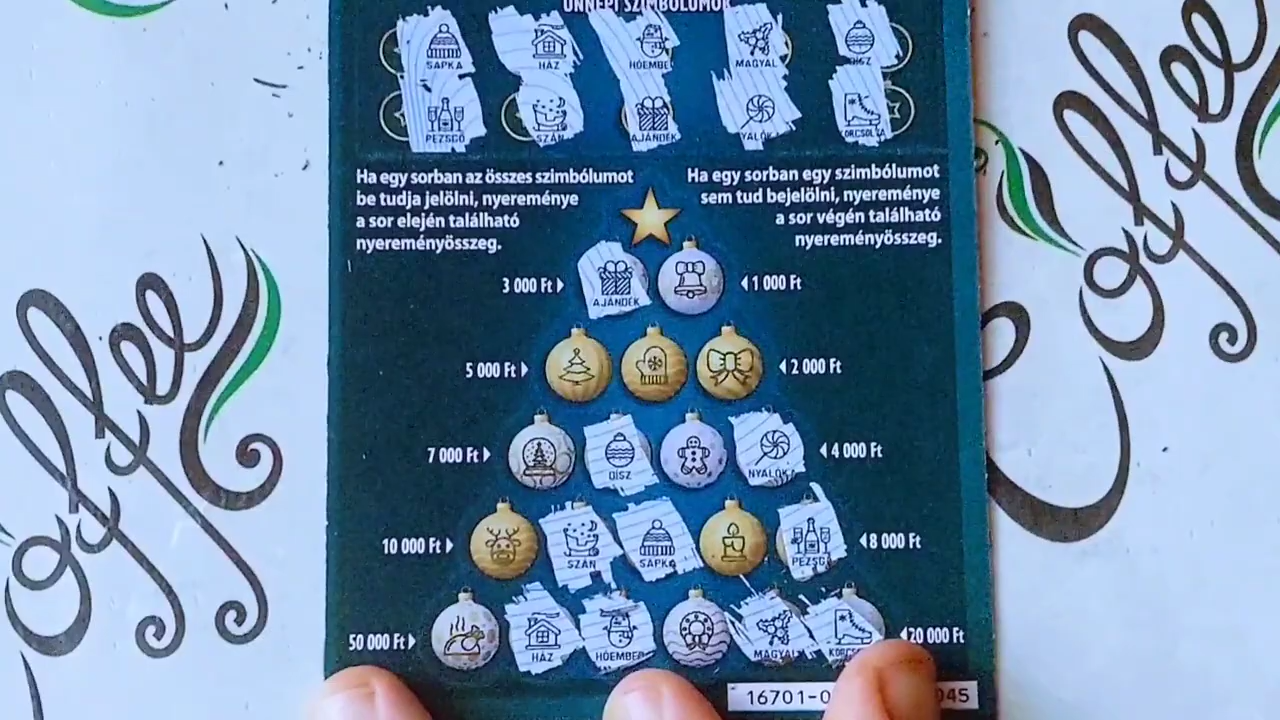 ÜNNEPI SZIMBÓLUMOK
SAPKA HÁZ HÓEMBE MAGYAL DÍSZ
PEZSGŐ SZÁN AJÁNDÉK YALÓK KORCSOLYA
Ha egy sorban az összes szimbólumot
be tudja jelölni, nyereménye
a sor elején található
nyereményösszeg.
Ha egy sorban egy szimbólumot
sem tud bejelölni, nyereménye
a sor végén található
nyereményösszeg.
3 000 Ft AJÁNDÉK 1 000 Ft
5 000 Ft 2 000 Ft
7 000 Ft DÍSZ NYALÓKA 4 000 Ft
10 000 Ft SZÁN SAPKA PEZSGŐ 8 000 Ft
50 000 Ft HÁZ HÓEMBER MAGYAL 20 000 Ft
16701-0 045
Coffee
Coffee